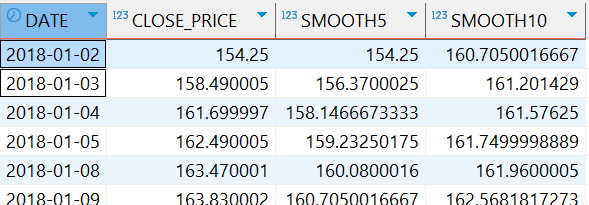 DATE 123 CLOSE_PRICE 123 SMOOTH5 123 SMOOTH10
2018-01-02 154.25 154.25 160.7050016667
2018-01-03 158.490005 156.3700025 161.201429
2018-01-04 161.699997 158.1466673333 161.57625
2018-01-05 162.490005 159.23250175 161.7499998889
2018-01-08 163.470001 160.0800016 161.9600005
2018-01-09 163.830002 160.7050016667 162.5681817273